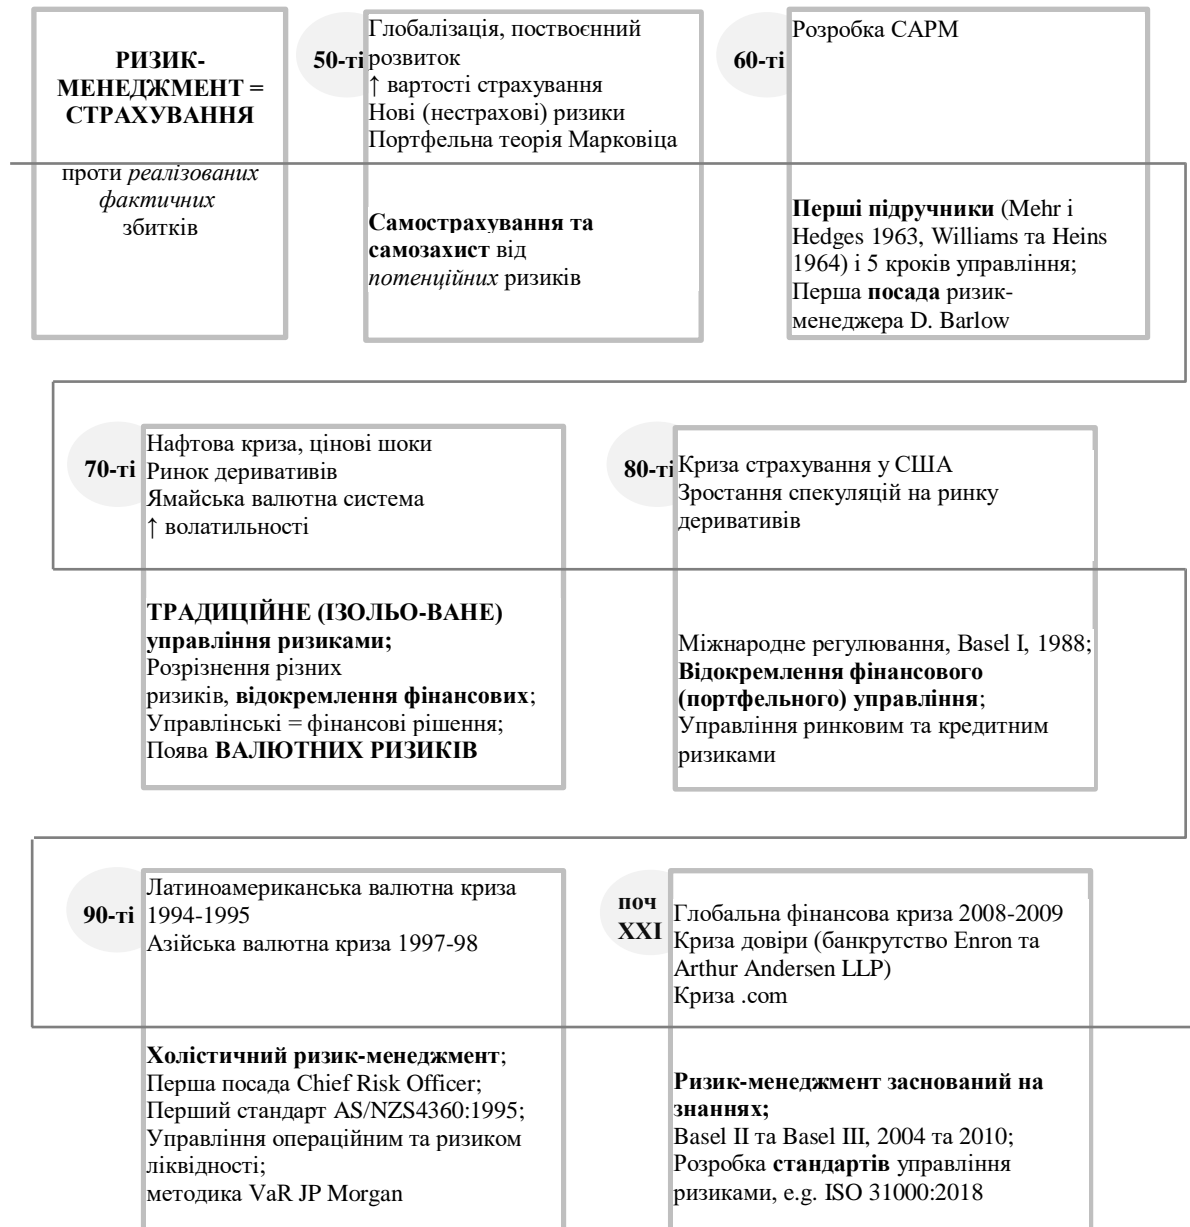 РИЗИК-
МЕНЕДЖМЕНТ =
СТРАХУВАННЯ
проти реалізованих
фактичних
збитків
50-ті
Глобалізація, поствоєнний
розвиток
↑ вартості страхування
Нові (нестрахові) ризики
Портфельна теорія Марковіца
Самострахування та
самозахист від
потенційних ризиків
60-ті
Розробка CAPM
Перші підручники (Mehr і
Hedges 1963, Williams та Heins
1964) і 5 кроків управління;
Перша посада ризик-
менеджера D. Barlow
70-ті
Нафтова криза, цінові шоки
Ринок деривативів
Ямайська валютна система
↑ волатильності
ТРАДИЦІЙНЕ (ІЗОЛЬО-ВАНЕ)
управління ризиками;
Розрізнення різних
ризиків, відокремлення фінансових;
Управлінські = фінансові рішення;
Поява ВАЛЮТНИХ РИЗИКІВ
80-ті
Криза страхування у США
Зростання спекуляцій на ринку
деривативів
Міжнародне регулювання, Basel I, 1988;
Відокремлення фінансового
(портфельного) управління;
Управління ринковим та кредитним
ризиками
90-ті
Латиноамериканська валютна криза
1994-1995
Азійська валютна криза 1997-98
Холістичний ризик-менеджмент;
Перша посада Chief Risk Officer;
Перший стандарт AS/NZS4360:1995;
Управління операційним та ризиком
ліквідності;
методика VaR JP Morgan
поч
XXI
Глобальна фінансова криза 2008-2009
Криза довіри (банкрутство Enron та
Arthur Andersen LLP)
Криза .com
Ризик-менеджмент заснований на
знаннях;
Basel II та Basel III, 2004 та 2010;
Розробка стандартів управління
ризиками, e.g. ISO 31000:2018